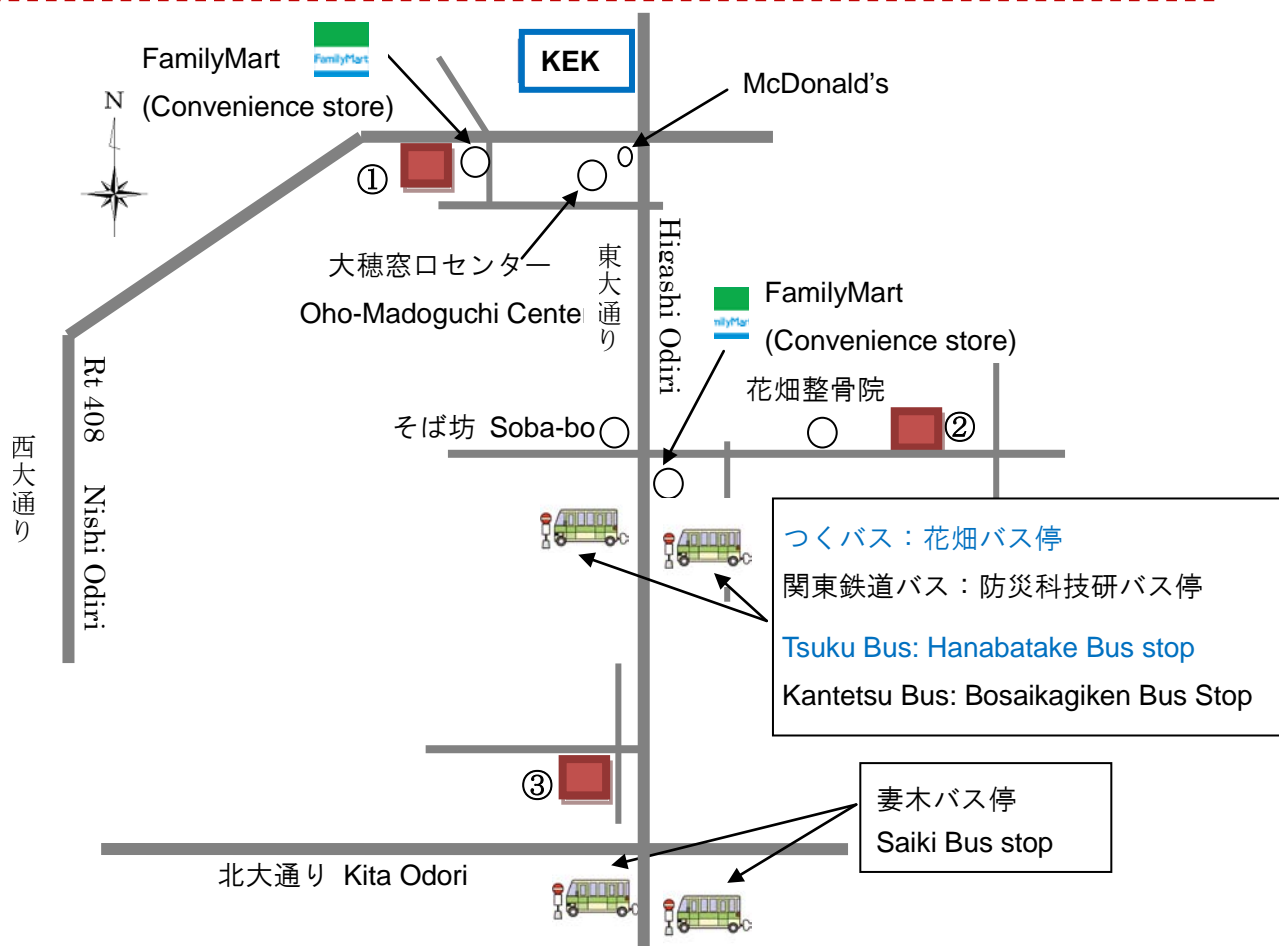 FamilyMart
(Convenience store)
FamilyMart
KEK
McDonald's
N
①
大穂窓口センター
Oho-Madoguchi Cente
東大通り
Higashi Odiri
FamilyMart
(Convenience store)
milyMar
花畑整骨院
②
そば坊 Soba-bo
西大通り
Rt 408 Nishi Odiri
つくバス：花畑バス停
関東鉄道バス：防災科技研バス停
Tsuku Bus: Hanabatake Bus stop
Kantetsu Bus: Bosaikagiken Bus Stop
③
妻木バス停
Saiki Bus stop
北大通り Kita Odori